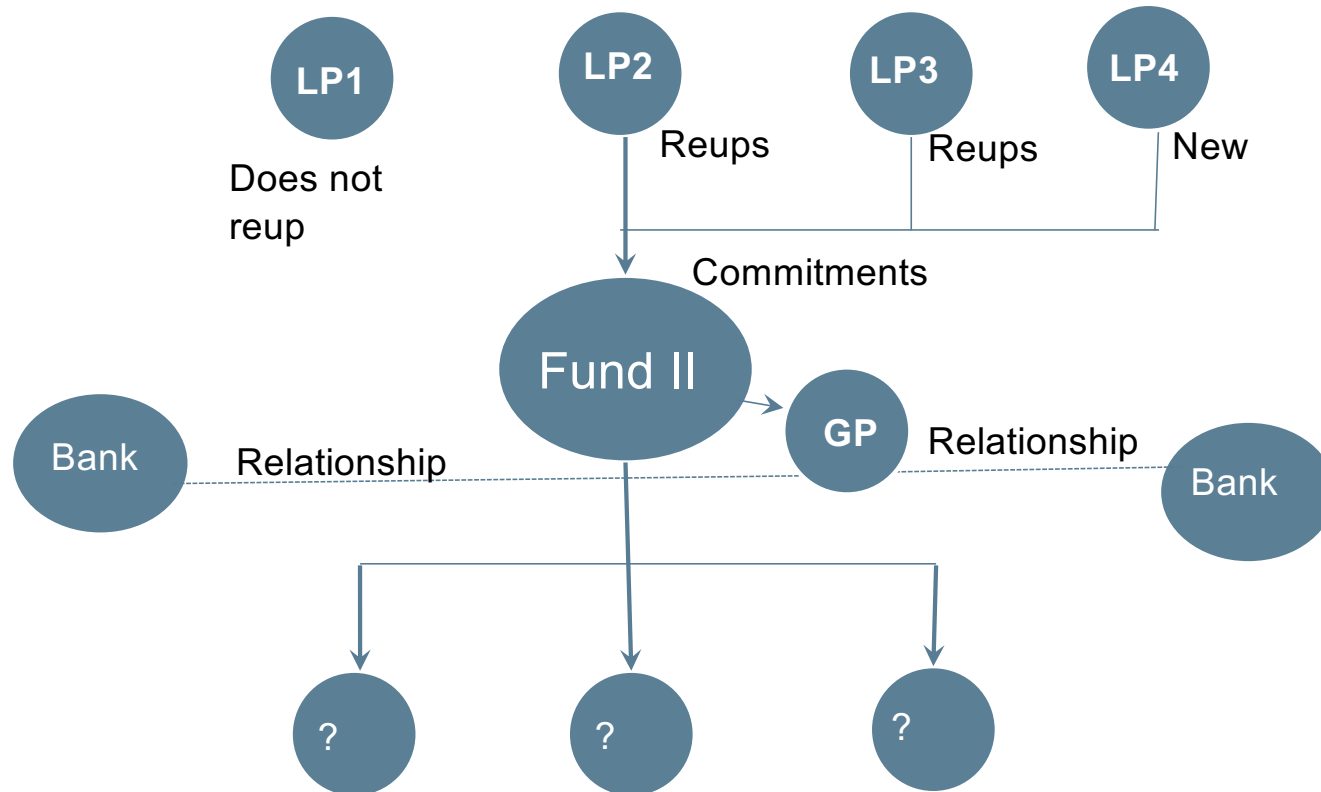 LP1
LP2
LP3
LP4
Reups
Reups
New
Does not
reup
Commitments
Fund II
GP
Bank
Relationship
Relationship
Bank
?
?
?